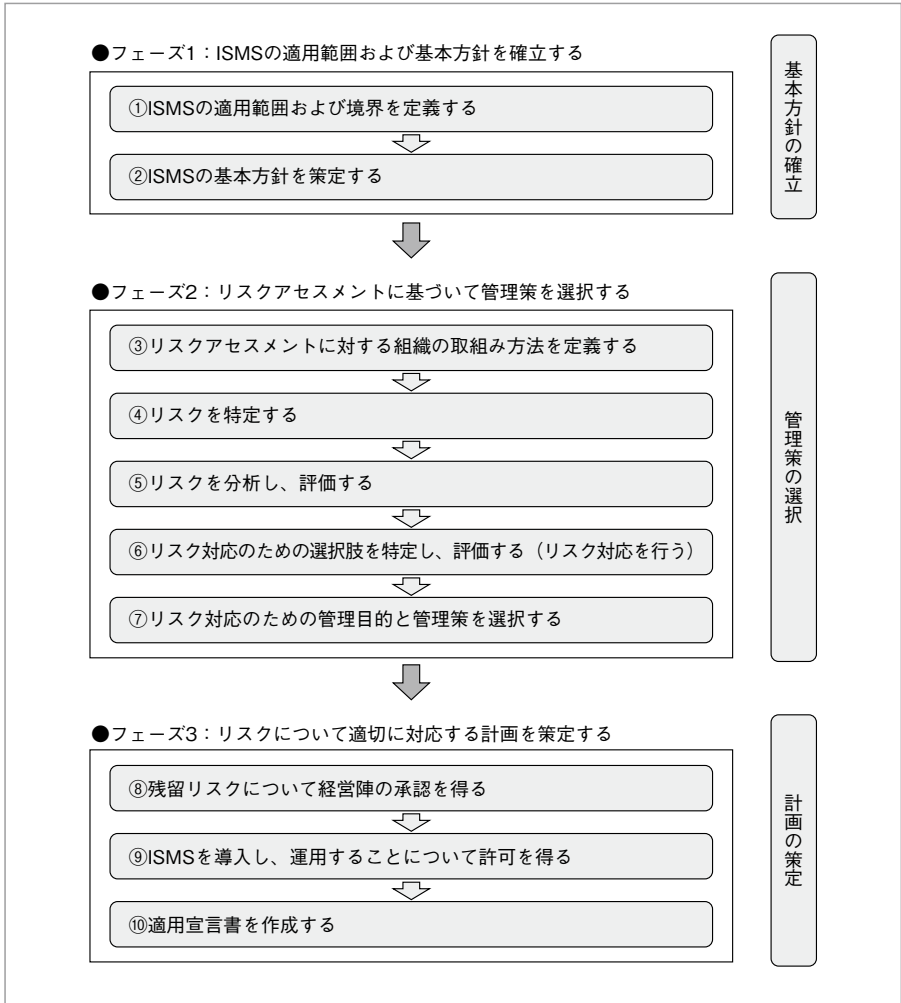 ●フェーズ1：ISMSの適用範囲および基本方針を確立する
①ISMSの適用範囲および境界を定義する
②ISMSの基本方針を策定する
基本方針の確立
●フェーズ2：リスクアセスメントに基づいて管理策を選択する
③リスクアセスメントに対する組織の取組み方法を定義する
④リスクを特定する
⑤リスクを分析し、評価する
⑥リスク対応のための選択肢を特定し、評価する（リスク対応を行う）
⑦リスク対応のための管理目的と管理策を選択する
管理策の選択
●フェーズ3：リスクについて適切に対応する計画を策定する
⑧残留リスクについて経営陣の承認を得る
⑨ISMSを導入し、運用することについて許可を得る
⑩適用宣言書を作成する
計画の策定